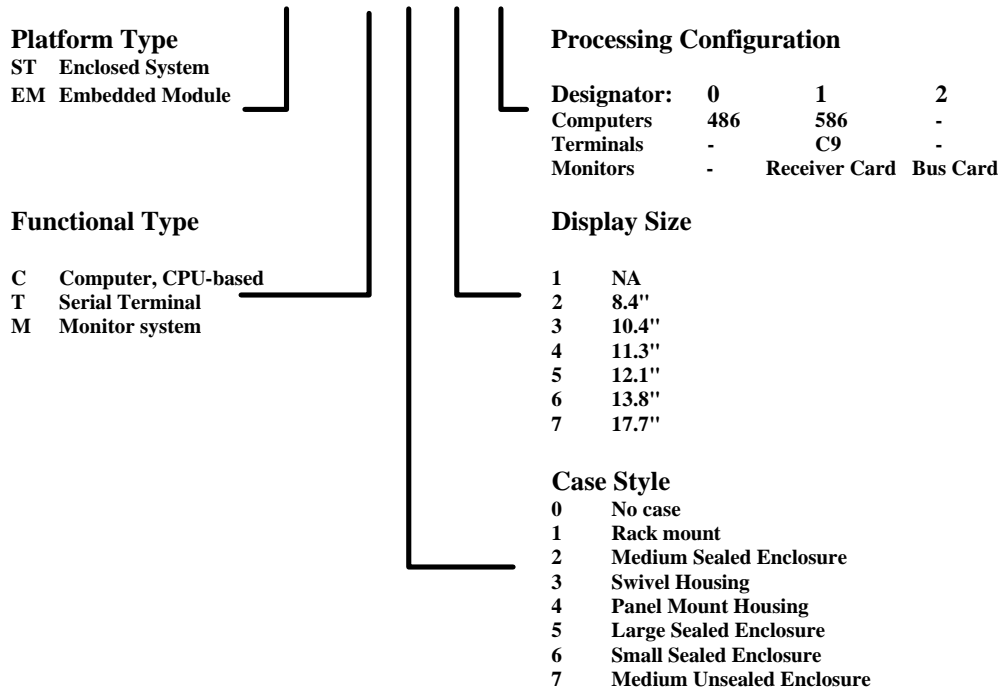 Platform Type
ST Enclosed System
EM Embedded Module
Functional Type
C Computer, CPU-based
T Serial Terminal
M Monitor system
Processing Configuration
Designator: 0 1 2
Computers 486 586 -
Terminals - C9 -
Monitors - Receiver Card Bus Card
Display Size
1 NA
2 8.4"
3 10.4"
4 11.3"
5 12.1"
6 13.8"
7 17.7"
Case Style
0 No case
1 Rack mount
2 Medium Sealed Enclosure
3 Swivel Housing
4 Panel Mount Housing
5 Large Sealed Enclosure
6 Small Sealed Enclosure
7 Medium Unsealed Enclosure